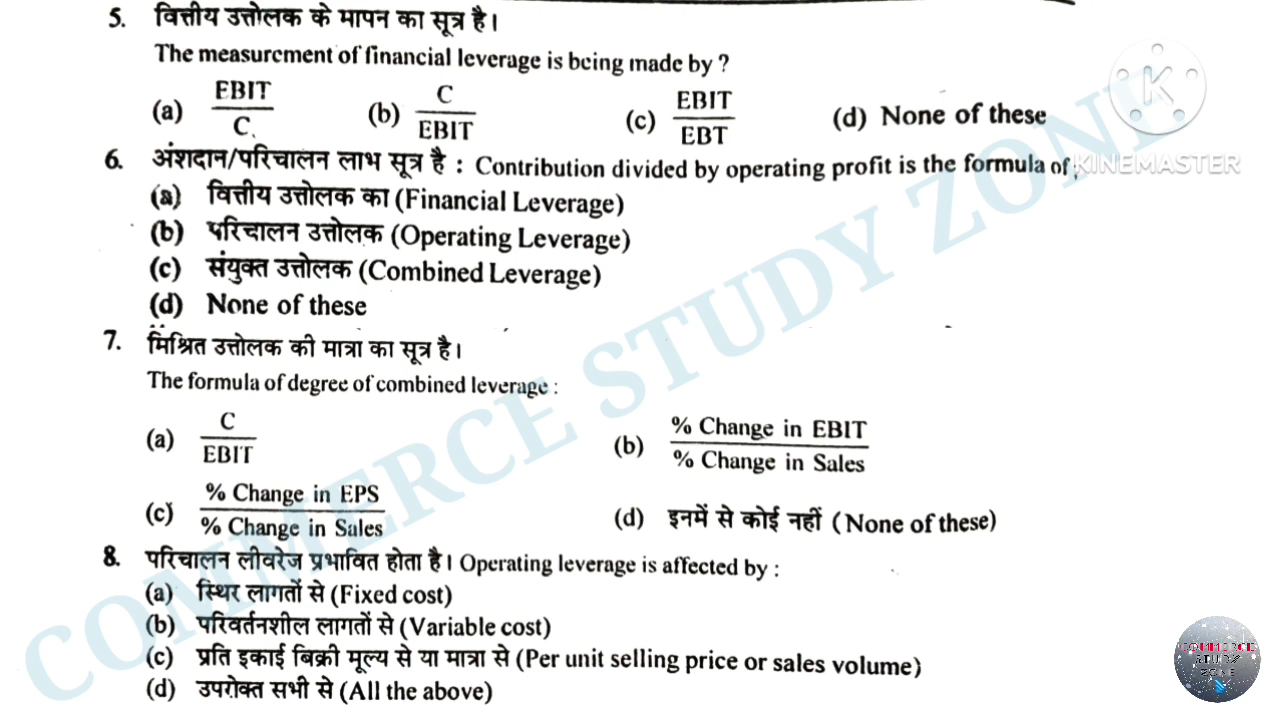 5. वित्तीय उत्तोलक के मापन का सूत्र है।
The measurement of financial leverage is being made by ?
(a) EBIT / C. (b) C / EBIT (c) EBIT / EBT (d) None of these
6. अंशदान/परिचालन लाभ सूत्र है : Contribution divided by operating profit is the formula of ;
(a) वित्तीय उत्तोलक का (Financial Leverage)
(b) परिचालन उत्तोलक (Operating Leverage)
(c) संयुक्त उत्तोलक (Combined Leverage)
(d) None of these
7. मिश्रित उत्तोलक की मात्रा का सूत्र है।
The formula of degree of combined leverage :
(a) C / EBIT (b) % Change in EBIT / % Change in Sales
(c) % Change in EPS / % Change in Sales (d) इनमें से कोई नहीं (None of these)
8. परिचालन लीवरेज प्रभावित होता है। Operating leverage is affected by :
(a) स्थिर लागतों से (Fixed cost)
(b) परिवर्तनशील लागतों से (Variable cost)
(c) प्रति इकाई बिक्री मूल्य से या मात्रा से (Per unit selling price or sales volume)
(d) उपरोक्त सभी से (All the above)
COMMERCE STUDY ZONE
K
KINEMASTER
COMMERCE
STUDY
ZONE